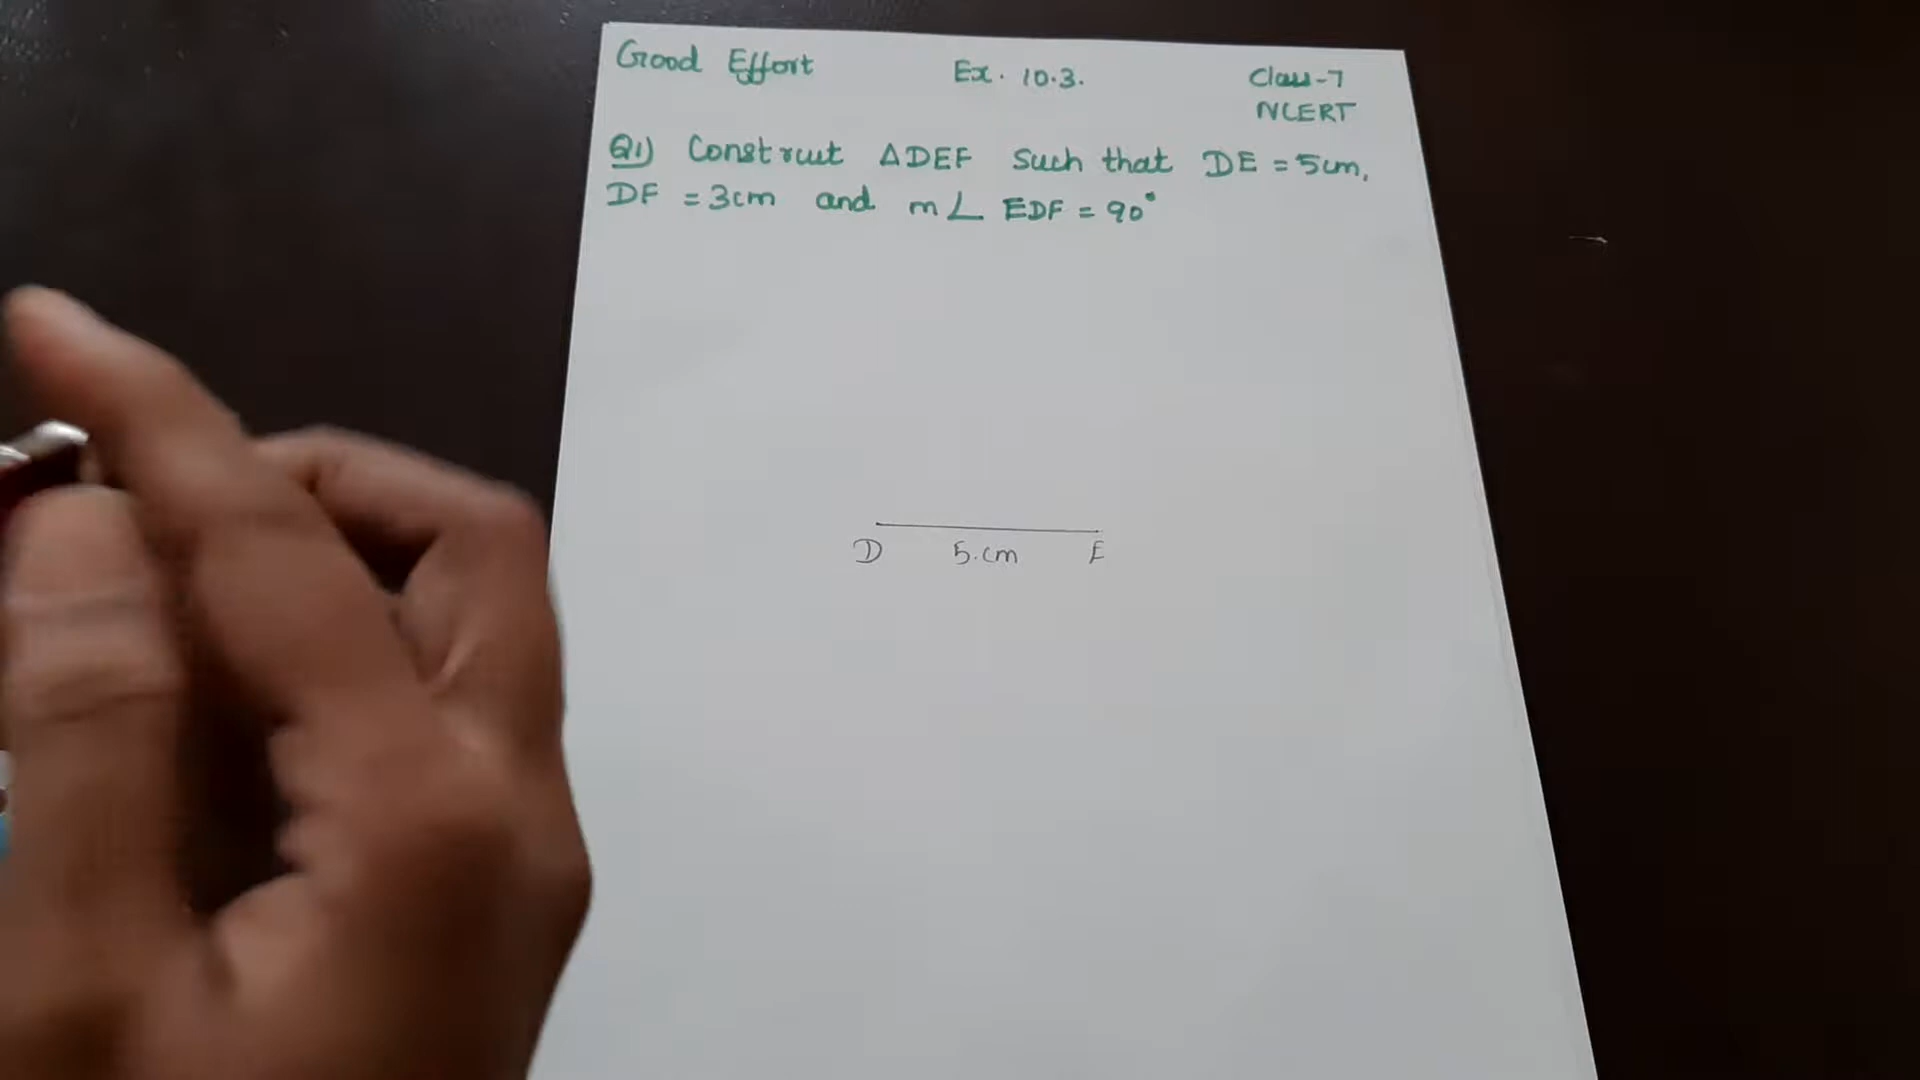 Good Effort Ex. 10.3. Class-7
NCERT
Q1) Construct ΔDEF Such that DE = 5cm,
DF = 3cm and m∠ EDF = 90°
D 5.cm E